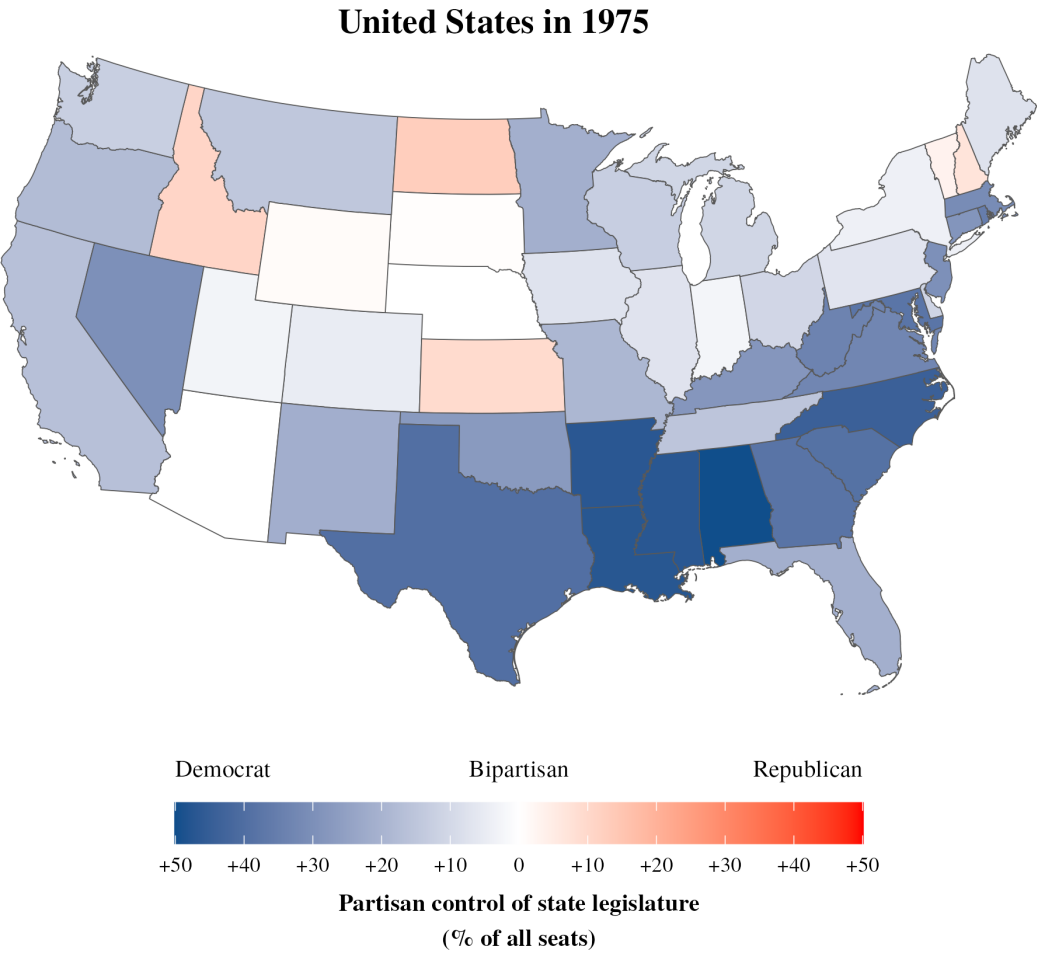 United States in 1975
Democrat Bipartisan Republican
+50 +40 +30 +20 +10 0 +10 +20 +30 +40 +50
Partisan control of state legislature
(% of all seats)